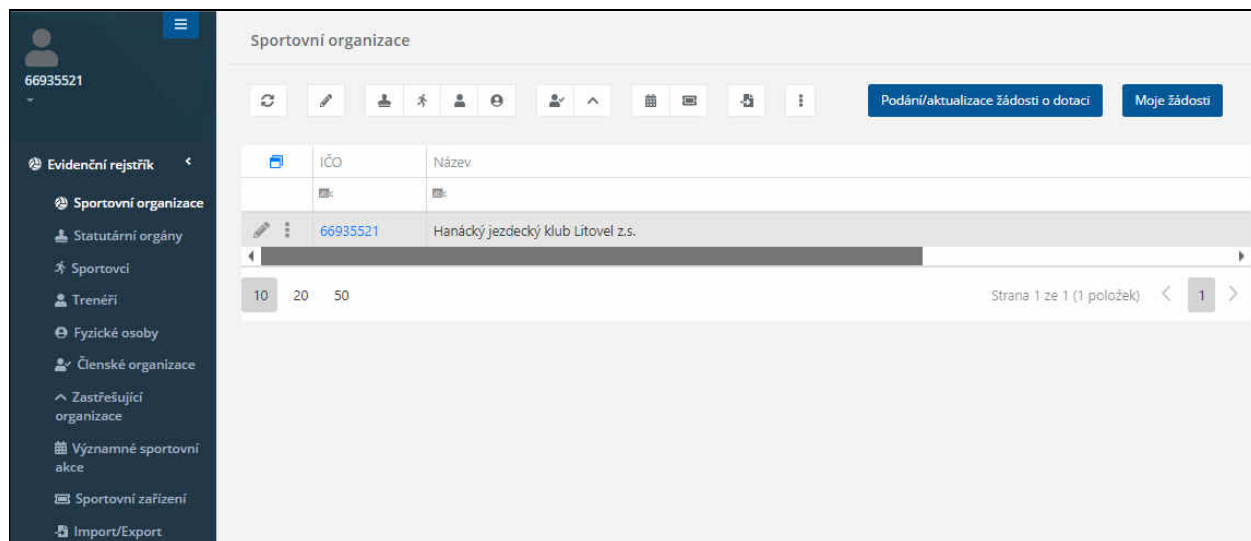 66935521
Sportovní organizace
Podání/aktualizace žádosti o dotaci
Moje žádosti
Evidenční rejstřík
Sportovní organizace
Statutární orgány
Sportovci
Trenéři
Fyzické osoby
Členské organizace
Zastřešující
organizace
Významné sportovní
akce
Sportovní zařízení
Import/Export
IČO
Název
66935521
Hanácký jezdecký klub Litovel z.s.
10 20 50
Strana 1 ze 1 (1 položek)
1